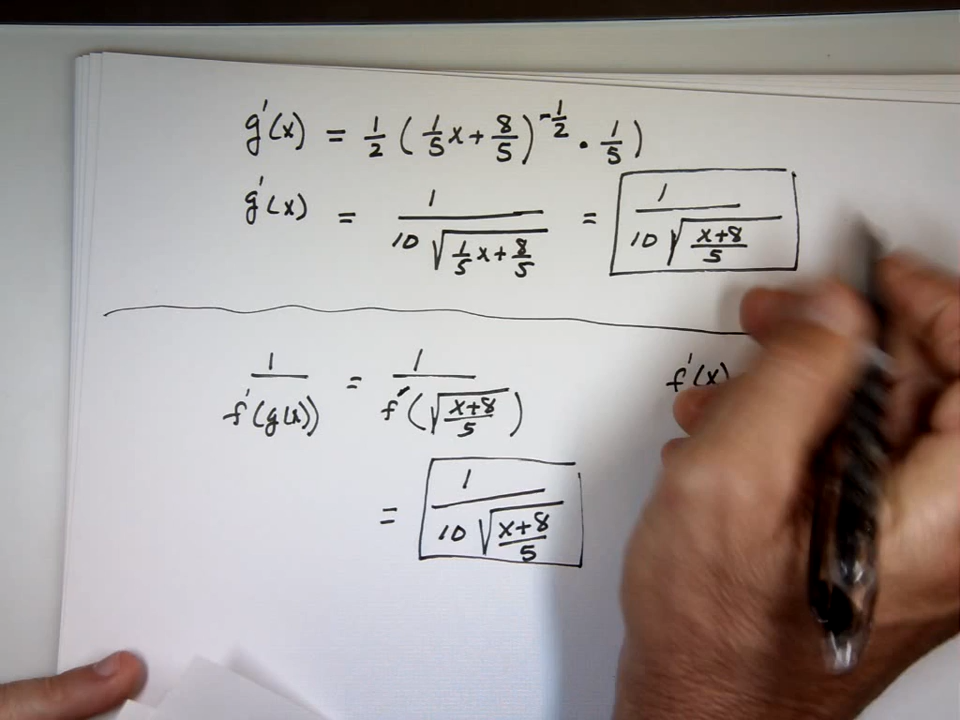 g'(x) = 1/2 (1/5 x + 8/5)^(-1/2) · 1/5)
g'(x) = 1/(10 √(1/5 x + 8/5)) = 1/(10 √((x+8)/5))
1/(f'(g(x))) = 1/(f'(√((x+8)/5))) f'(x)
= 1/(10 √((x+8)/5))